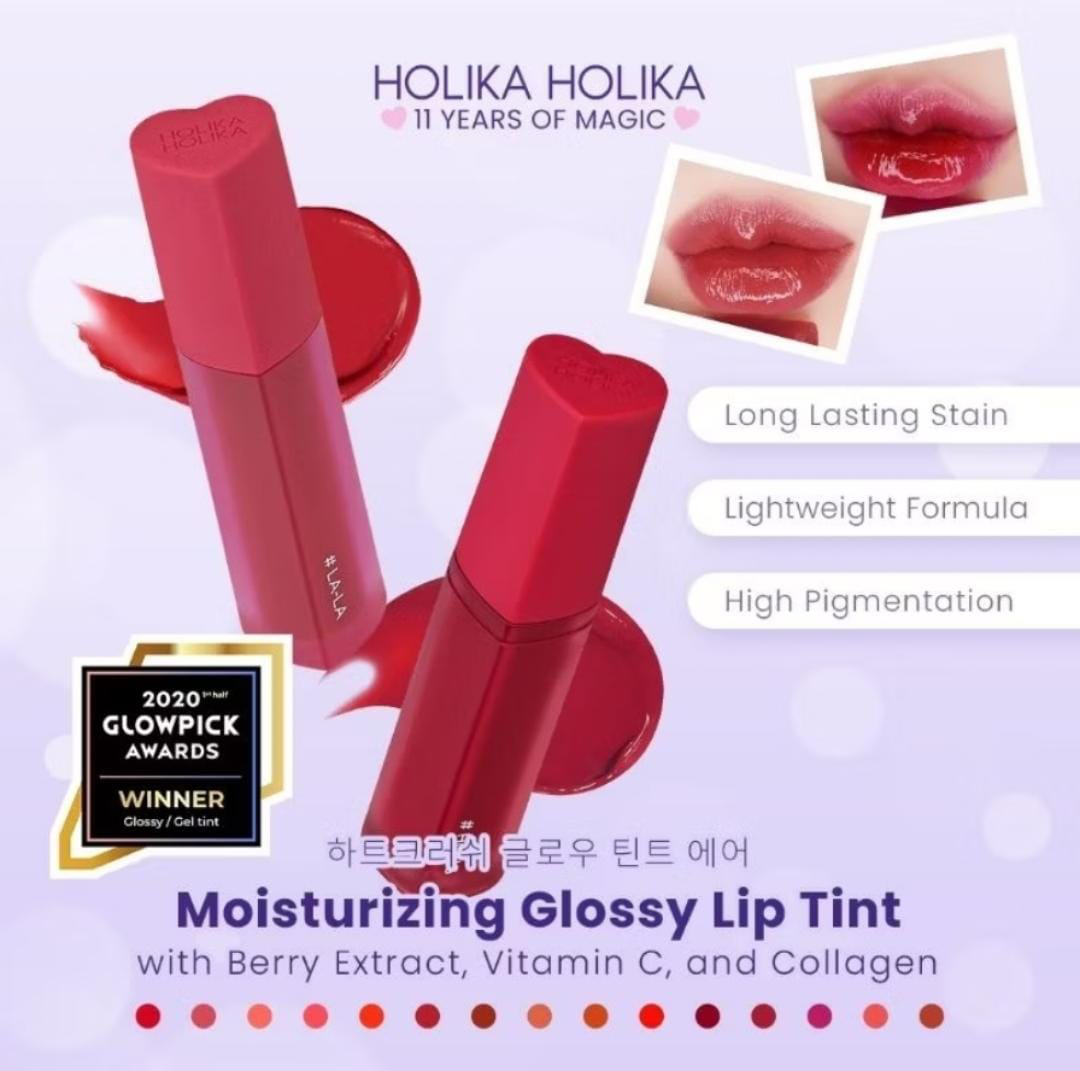 HOLIKA HOLIKA
11 YEARS OF MAGIC
HOLIKA
HOLIKA
Long Lasting Stain
Lightweight Formula
High Pigmentation
#LA-LA
2020 1st half
GLOWPICK
AWARDS
WINNER
Glossy / Gel tint
#
하트크러쉬 글로우 틴트 에어
Moisturizing Glossy Lip Tint
with Berry Extract, Vitamin C, and Collagen